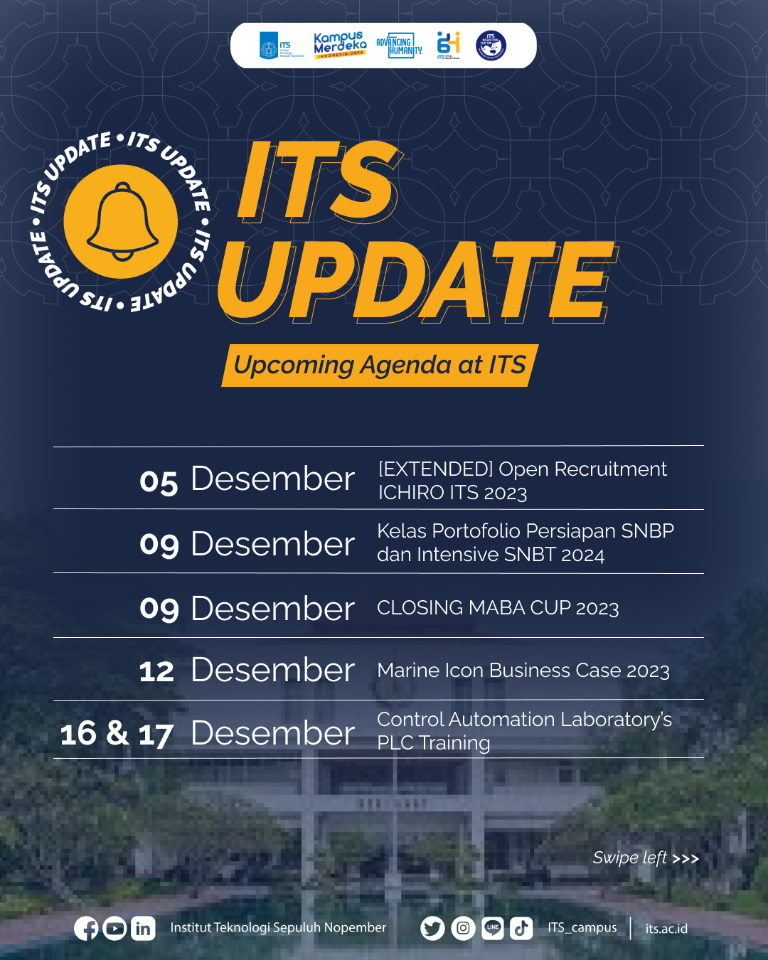 ITS
Kampus Merdeka
INDONESIA JAYA
ADVANCING HUMANITY
ITS UPDATE • ITS UPDATE • ITS UPDATE • ITS UPDATE •
ITS
UPDATE
Upcoming Agenda at ITS
05 Desember [EXTENDED] Open Recruitment
ICHIRO ITS 2023
09 Desember Kelas Portofolio Persiapan SNBP
dan Intensive SNBT 2024
09 Desember CLOSING MABA CUP 2023
12 Desember Marine Icon Business Case 2023
16 & 17 Desember Control Automation Laboratory's
PLC Training
Swipe left >>>
Institut Teknologi Sepuluh Nopember LINE ITS_campus | its.ac.id